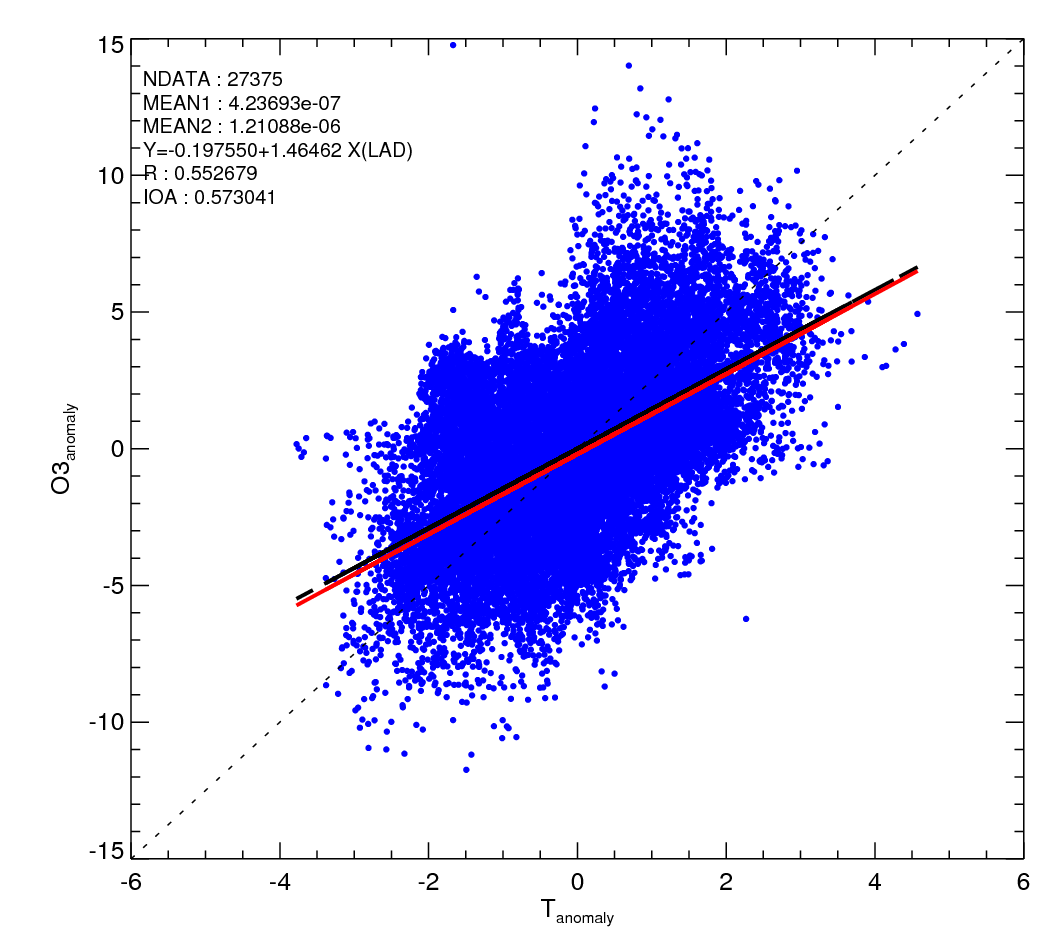 15
NDATA : 27375
MEAN1 : 4.23693e-07
MEAN2 : 1.21088e-06
Y=-0.197550+1.46462 X(LAD)
10
R : 0.552679
IOA : 0.573041
5
O3anomaly
0
-5
-10
-15
-6 -4 -2 0 2 4 6
Tanomaly